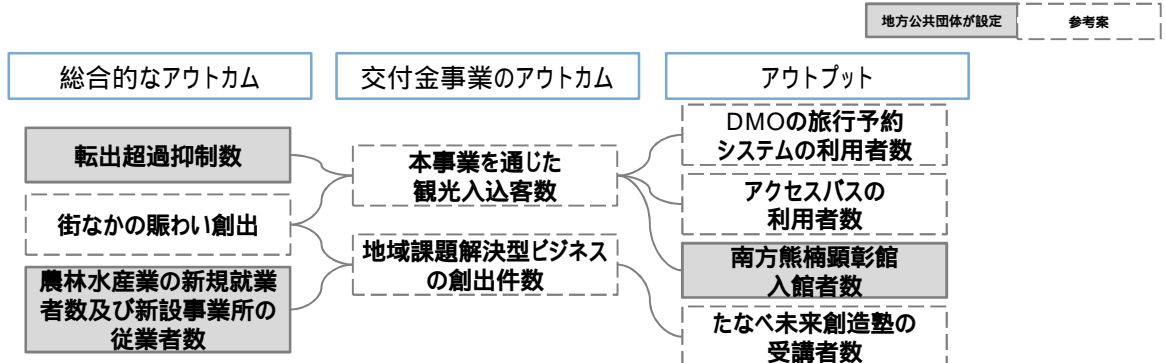 地方公共団体が設定
参考案
総合的なアウトカム
交付金事業のアウトカム
アウトプット
転出超過抑制数
街なかの賑わい創出
農林水産業の新規就業
者数及び新設事業所の
従業者数
本事業を通じた
観光入込客数
地域課題解決型ビジネス
の創出件数
DMOの旅行予約
システムの利用者数
アクセスバスの
利用者数
南方熊楠顕彰館
入館者数
たなべ未来創造塾の
受講者数